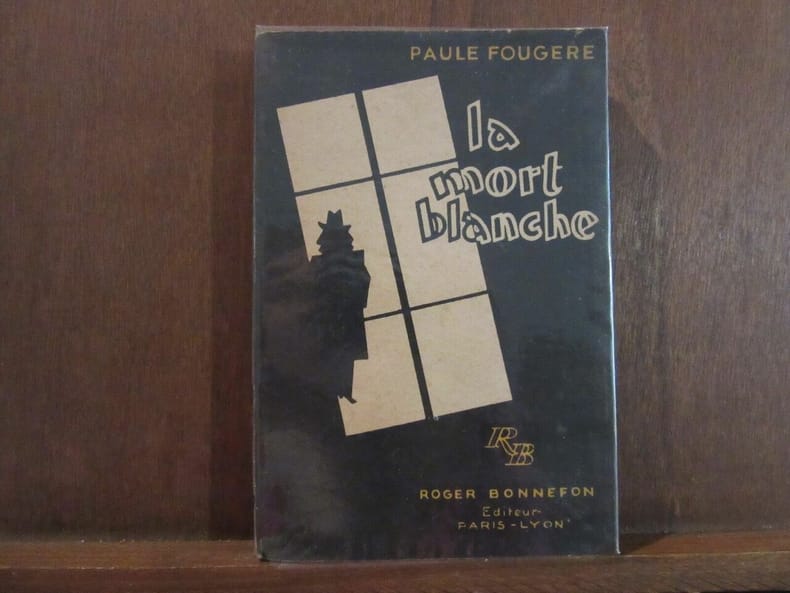 PAULE FOUGERE
la
mort
blanche
RB
ROGER BONNEFON
Editeur
PARIS-LYON